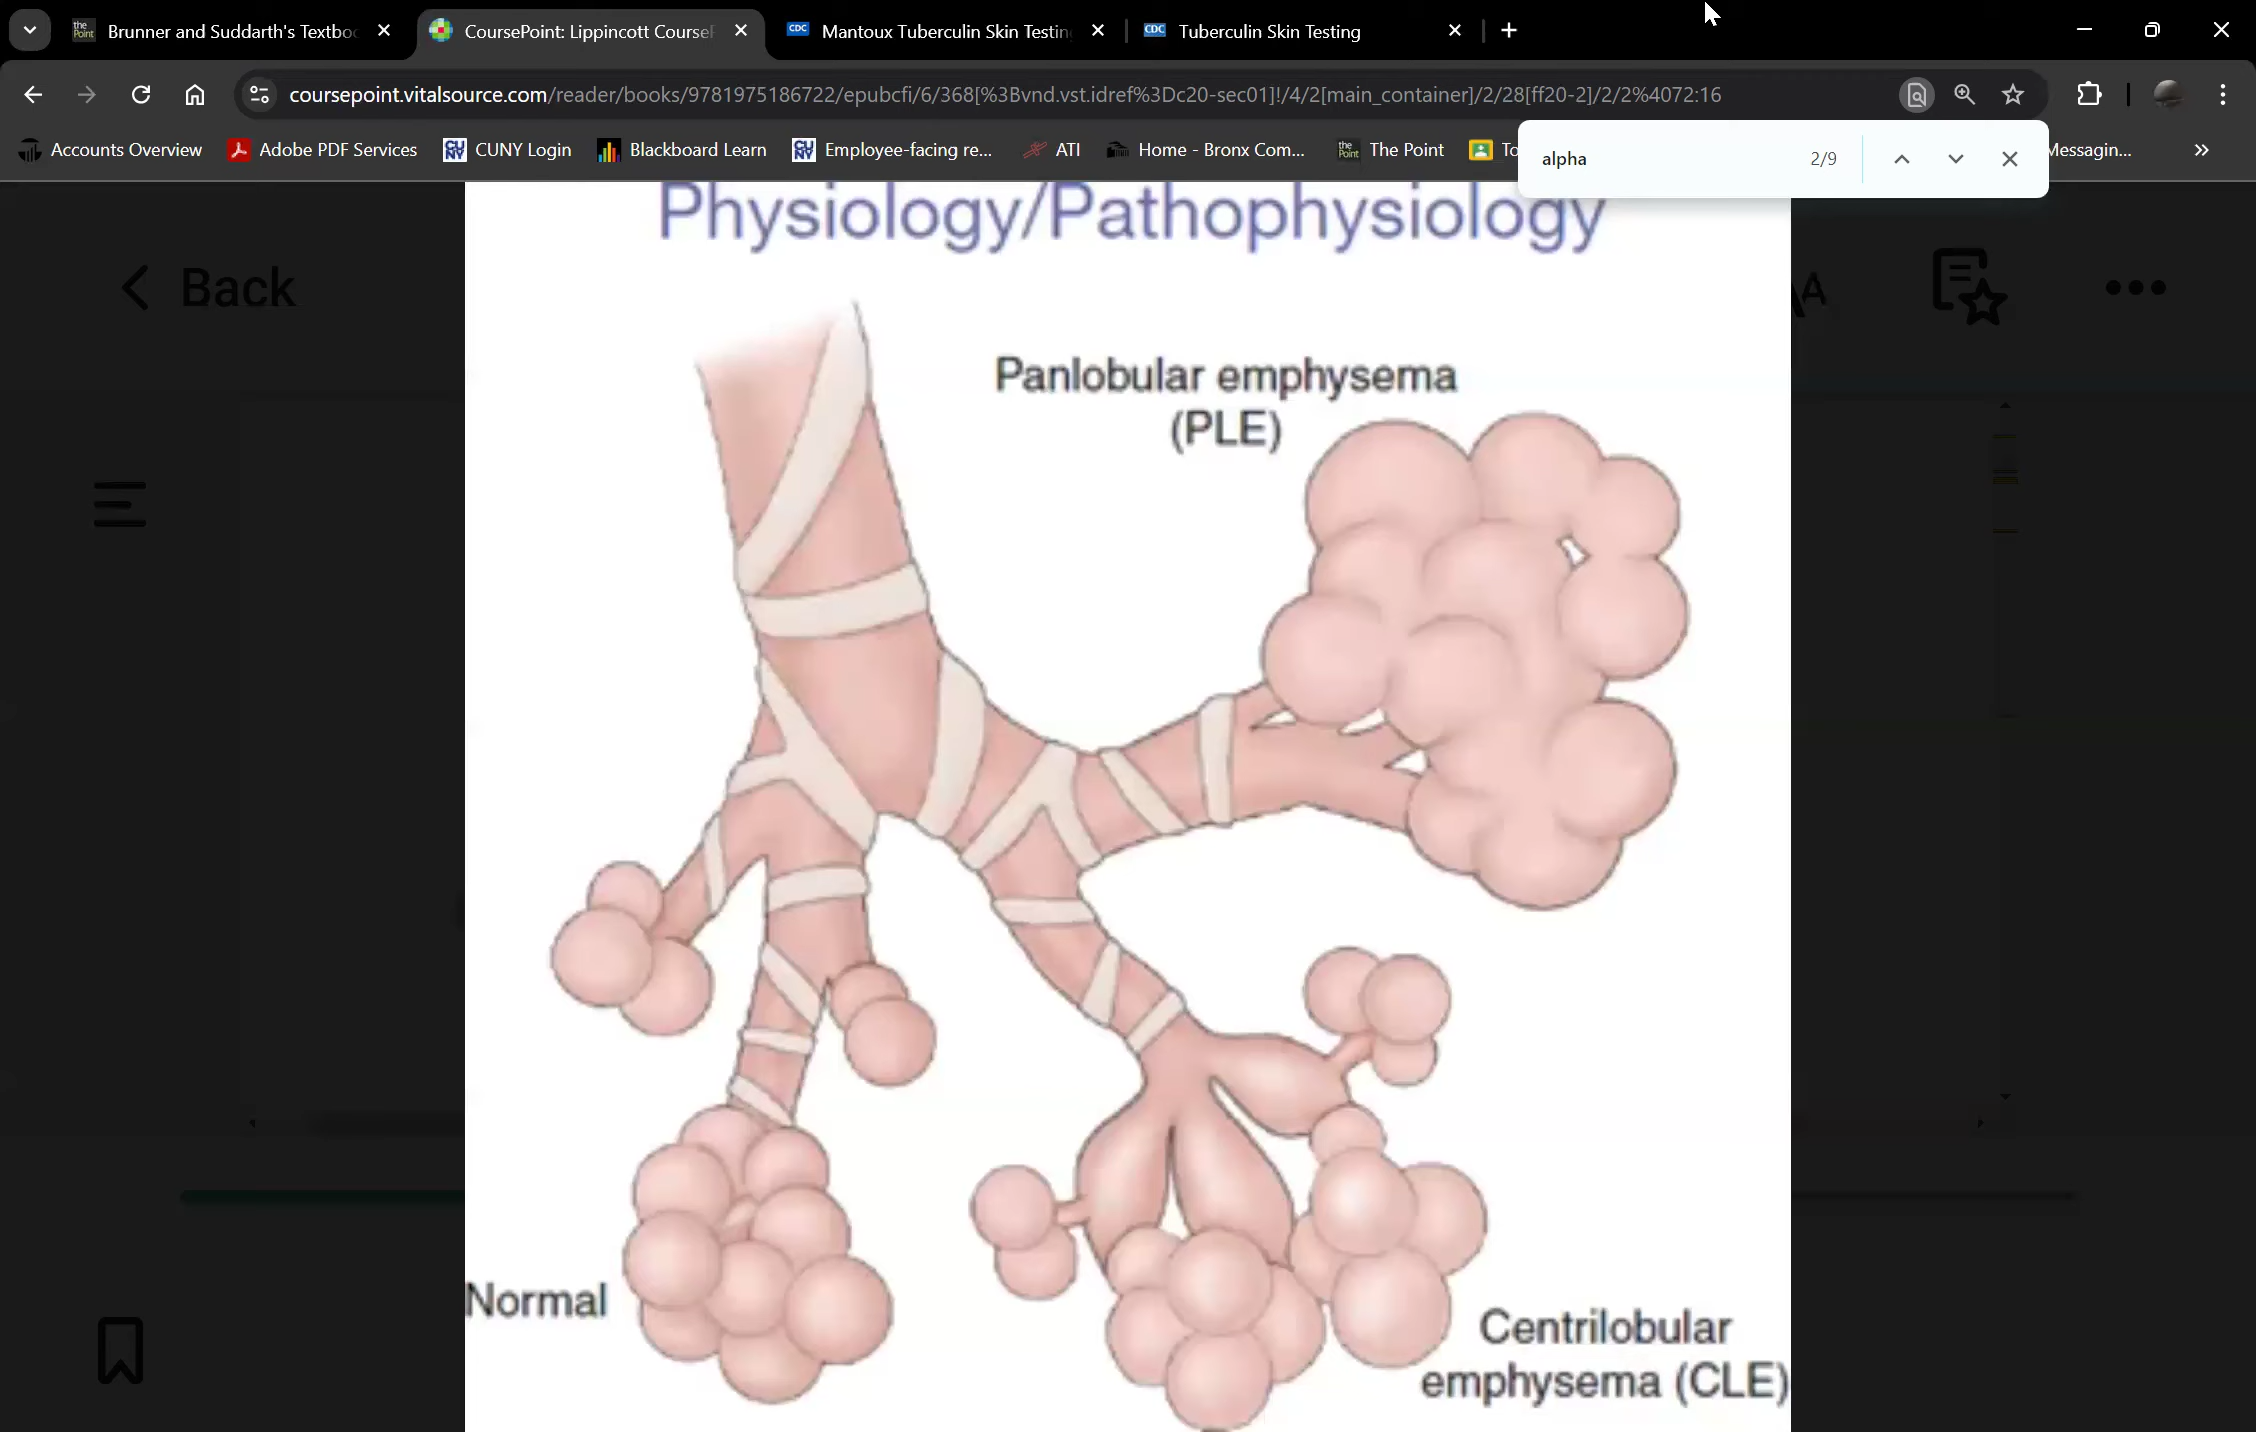 Brunner and Suddarth's Textbo
CoursePoint: Lippincott Course
Mantoux Tuberculin Skin Testin
Tuberculin Skin Testing
coursepoint.vitalsource.com/reader/books/9781975186722/epubcfi/6/368[%3Bvnd.vst.idref%3Dc20-sec01]!/4/2[main_container]/2/28[ff20-2]/2/2%4072:16
Accounts Overview
Adobe PDF Services
CUNY Login
Blackboard Learn
Employee-facing re...
ATI
Home - Bronx Com...
The Point
To
alpha
2/9
Messagin...
Back
Physiology/Pathophysiology
Panlobular emphysema
(PLE)
Normal
Centrilobular
emphysema (CLE)